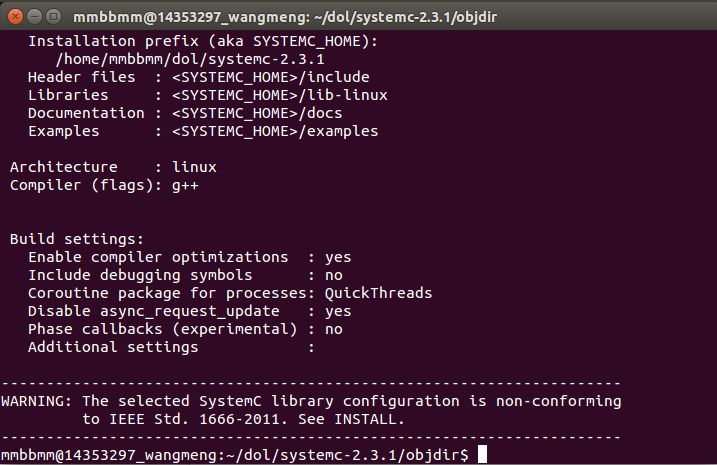 mmbbmm@14353297_wangmeng: ~/dol/systemc-2.3.1/objdir
Installation prefix (aka SYSTEMC_HOME):
/home/mmbbmm/dol/systemc-2.3.1
Header files  : <SYSTEMC_HOME>/include
Libraries     : <SYSTEMC_HOME>/lib-linux
Documentation : <SYSTEMC_HOME>/docs
Examples      : <SYSTEMC_HOME>/examples
Architecture    : linux
Compiler (flags): g++
Build settings:
Enable compiler optimizations  : yes
Include debugging symbols      : no
Coroutine package for processes: QuickThreads
Disable async_request_update   : yes
Phase callbacks (experimental) : no
Additional settings            :
---------------------------------------------------------------------
WARNING: The selected SystemC library configuration is non-conforming
to IEEE Std. 1666-2011. See INSTALL.
---------------------------------------------------------------------
mmbbmm@14353297_wangmeng:~/dol/systemc-2.3.1/objdir$